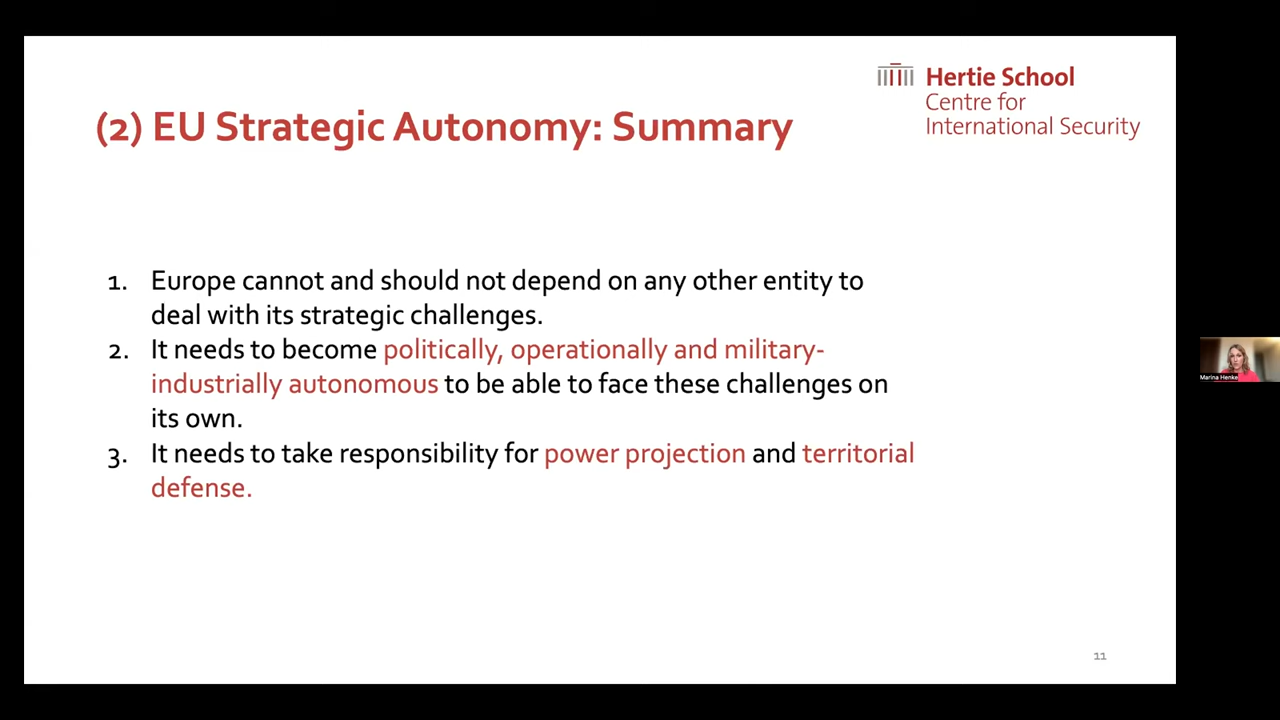 Hertie School
Centre for
International Security
(2) EU Strategic Autonomy: Summary
1. Europe cannot and should not depend on any other entity to
deal with its strategic challenges.
2. It needs to become politically, operationally and military-
industrially autonomous to be able to face these challenges on
its own.
3. It needs to take responsibility for power projection and territorial
defense.
Marina Henke
11